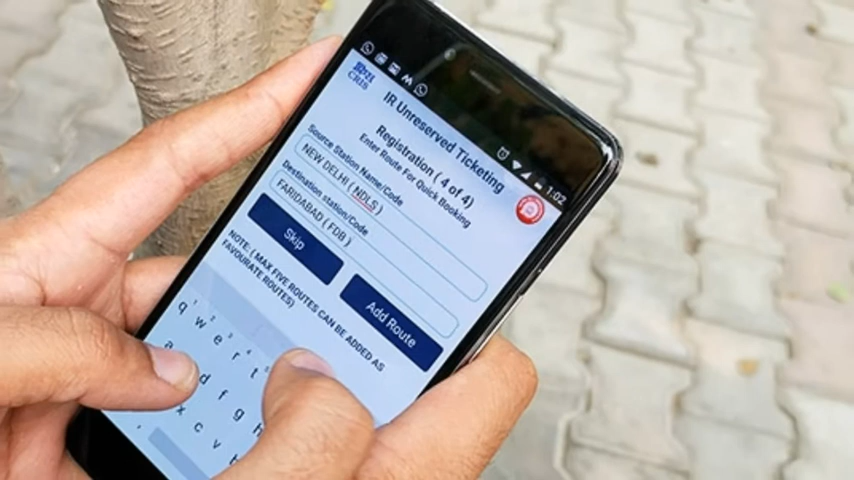 1:02
CRIS
IR Unreserved Ticketing
Registration ( 4 of 4)
Enter Route For Quick Booking
Source Station Name/Code
NEW DELHI ( NDLS )
Destination station/Code
FARIDABAD ( FDB )
Skip
Add Route
NOTE: ( MAX FIVE ROUTES CAN BE ADDED AS
FAVOURATE ROUTES)
q w e r t
a d f g h
x c v b